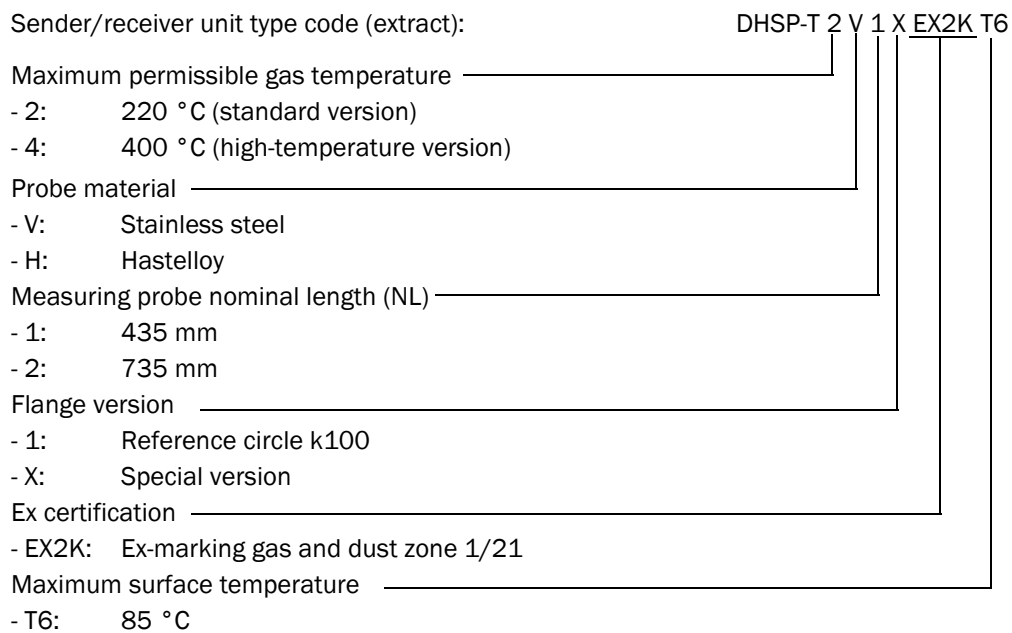 Sender/receiver unit type code (extract): DHSP-T 2 V 1 X EX2K T6
Maximum permissible gas temperature
- 2: 220 °C (standard version)
- 4: 400 °C (high-temperature version)
Probe material
- V: Stainless steel
- H: Hastelloy
Measuring probe nominal length (NL)
- 1: 435 mm
- 2: 735 mm
Flange version
- 1: Reference circle k100
- X: Special version
Ex certification
- EX2K: Ex-marking gas and dust zone 1/21
Maximum surface temperature
- T6: 85 °C